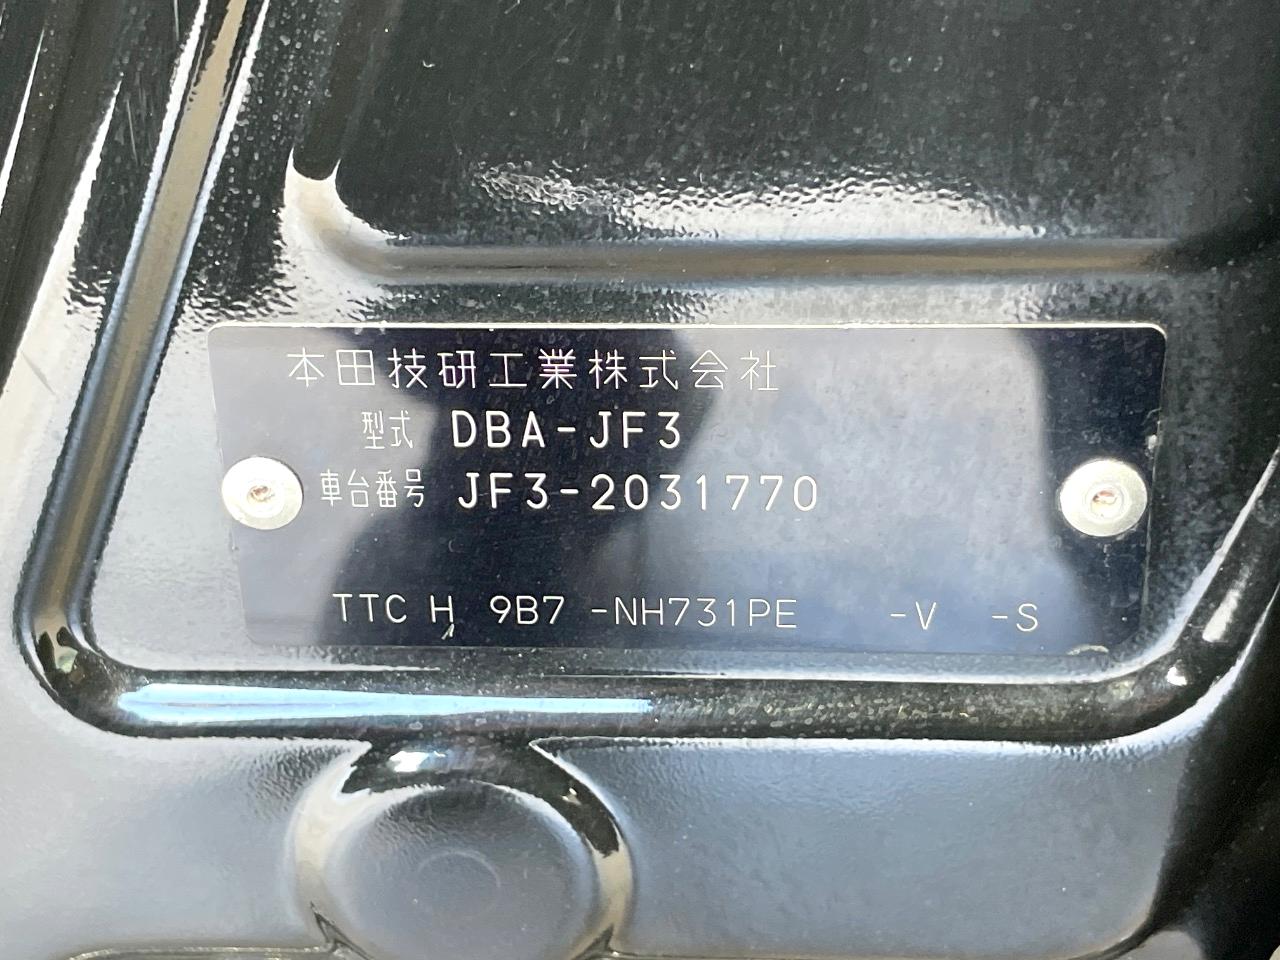 本田技研工業株式会社
型式 DBA-JF3
車台番号 JF3-2031770
TTC H 9B7 -NH731PE -V -S